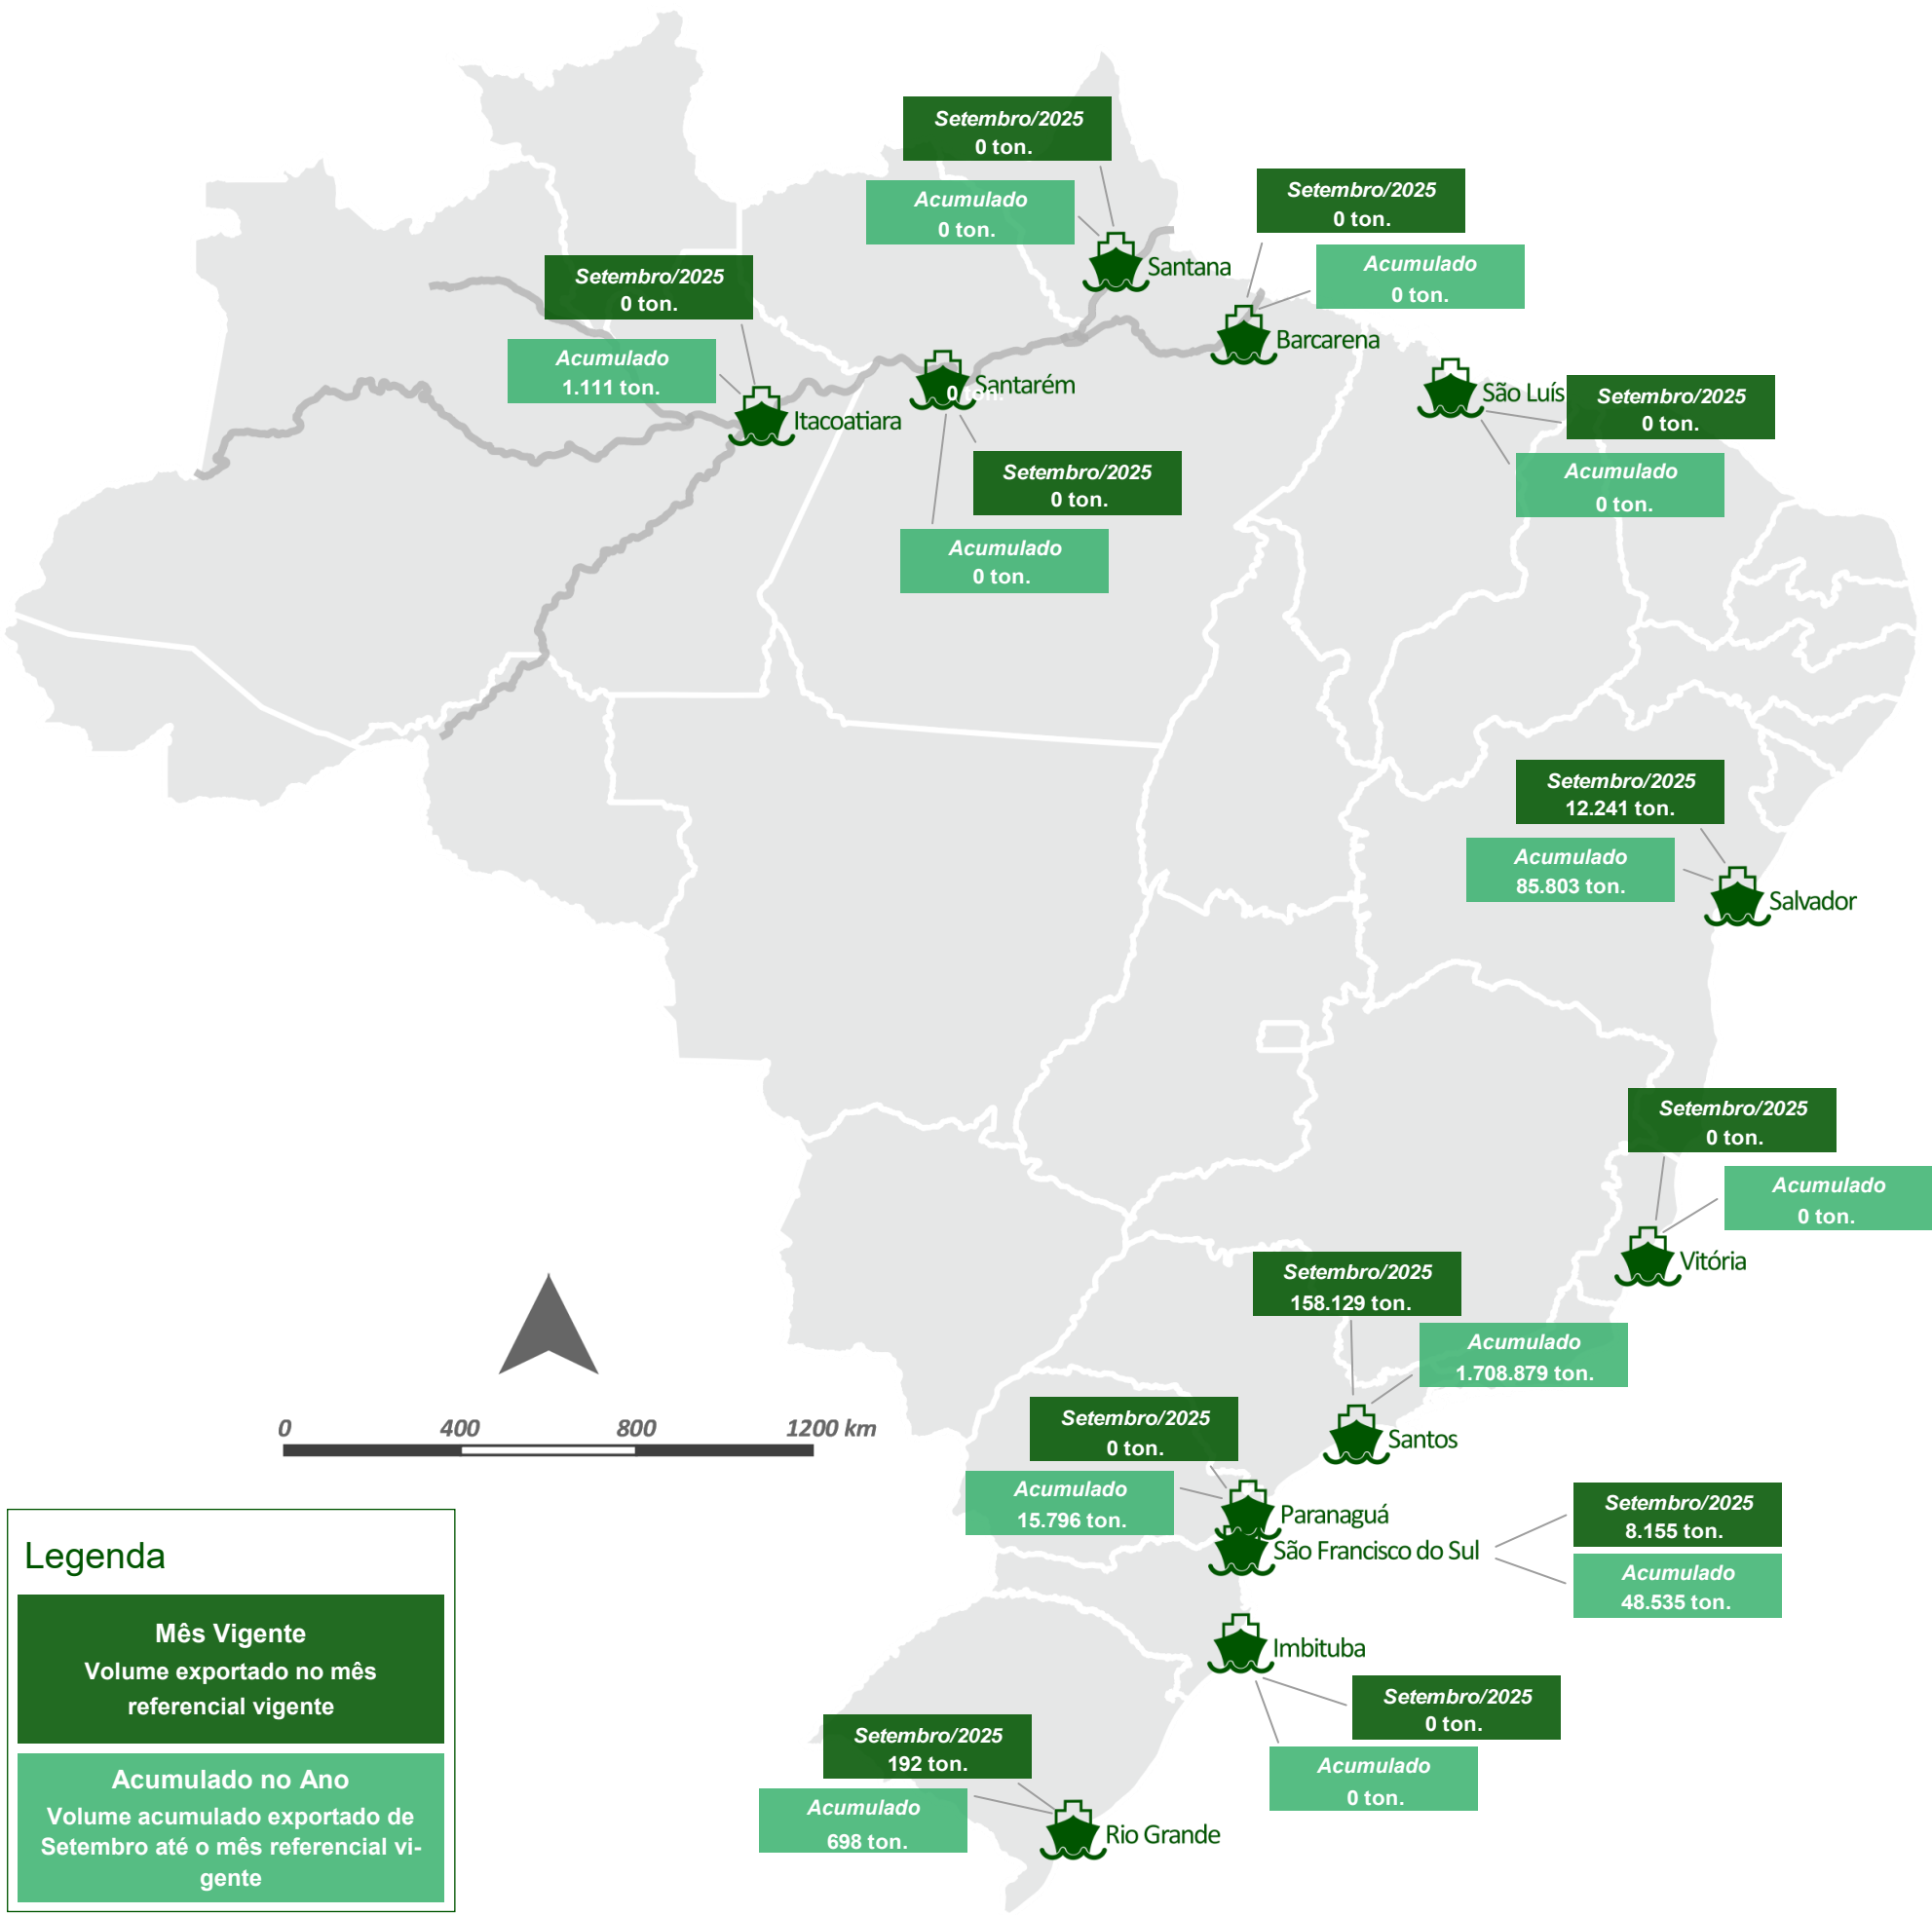 Setembro/2025
0 ton.
Acumulado
0 ton.
Santana
Setembro/2025
0 ton.
Acumulado
0 ton.
Barcarena
Setembro/2025
0 ton.
Acumulado
1.111 ton.
Itacoatiara
0 ton.
Santarém
Setembro/2025
0 ton.
Acumulado
0 ton.
São Luís
Setembro/2025
0 ton.
Acumulado
0 ton.
Setembro/2025
12.241 ton.
Acumulado
85.803 ton.
Salvador
Setembro/2025
0 ton.
Acumulado
0 ton.
Vitória
Setembro/2025
158.129 ton.
Acumulado
1.708.879 ton.
Santos
Setembro/2025
0 ton.
Acumulado
15.796 ton.
Paranaguá
São Francisco do Sul
Setembro/2025
8.155 ton.
Acumulado
48.535 ton.
Imbituba
Setembro/2025
0 ton.
Acumulado
0 ton.
Setembro/2025
192 ton.
Acumulado
698 ton.
Rio Grande
0 400 800 1200 km
Legenda
Mês Vigente
Volume exportado no mês
referencial vigente
Acumulado no Ano
Volume acumulado exportado de
Setembro até o mês referencial vi-
gente